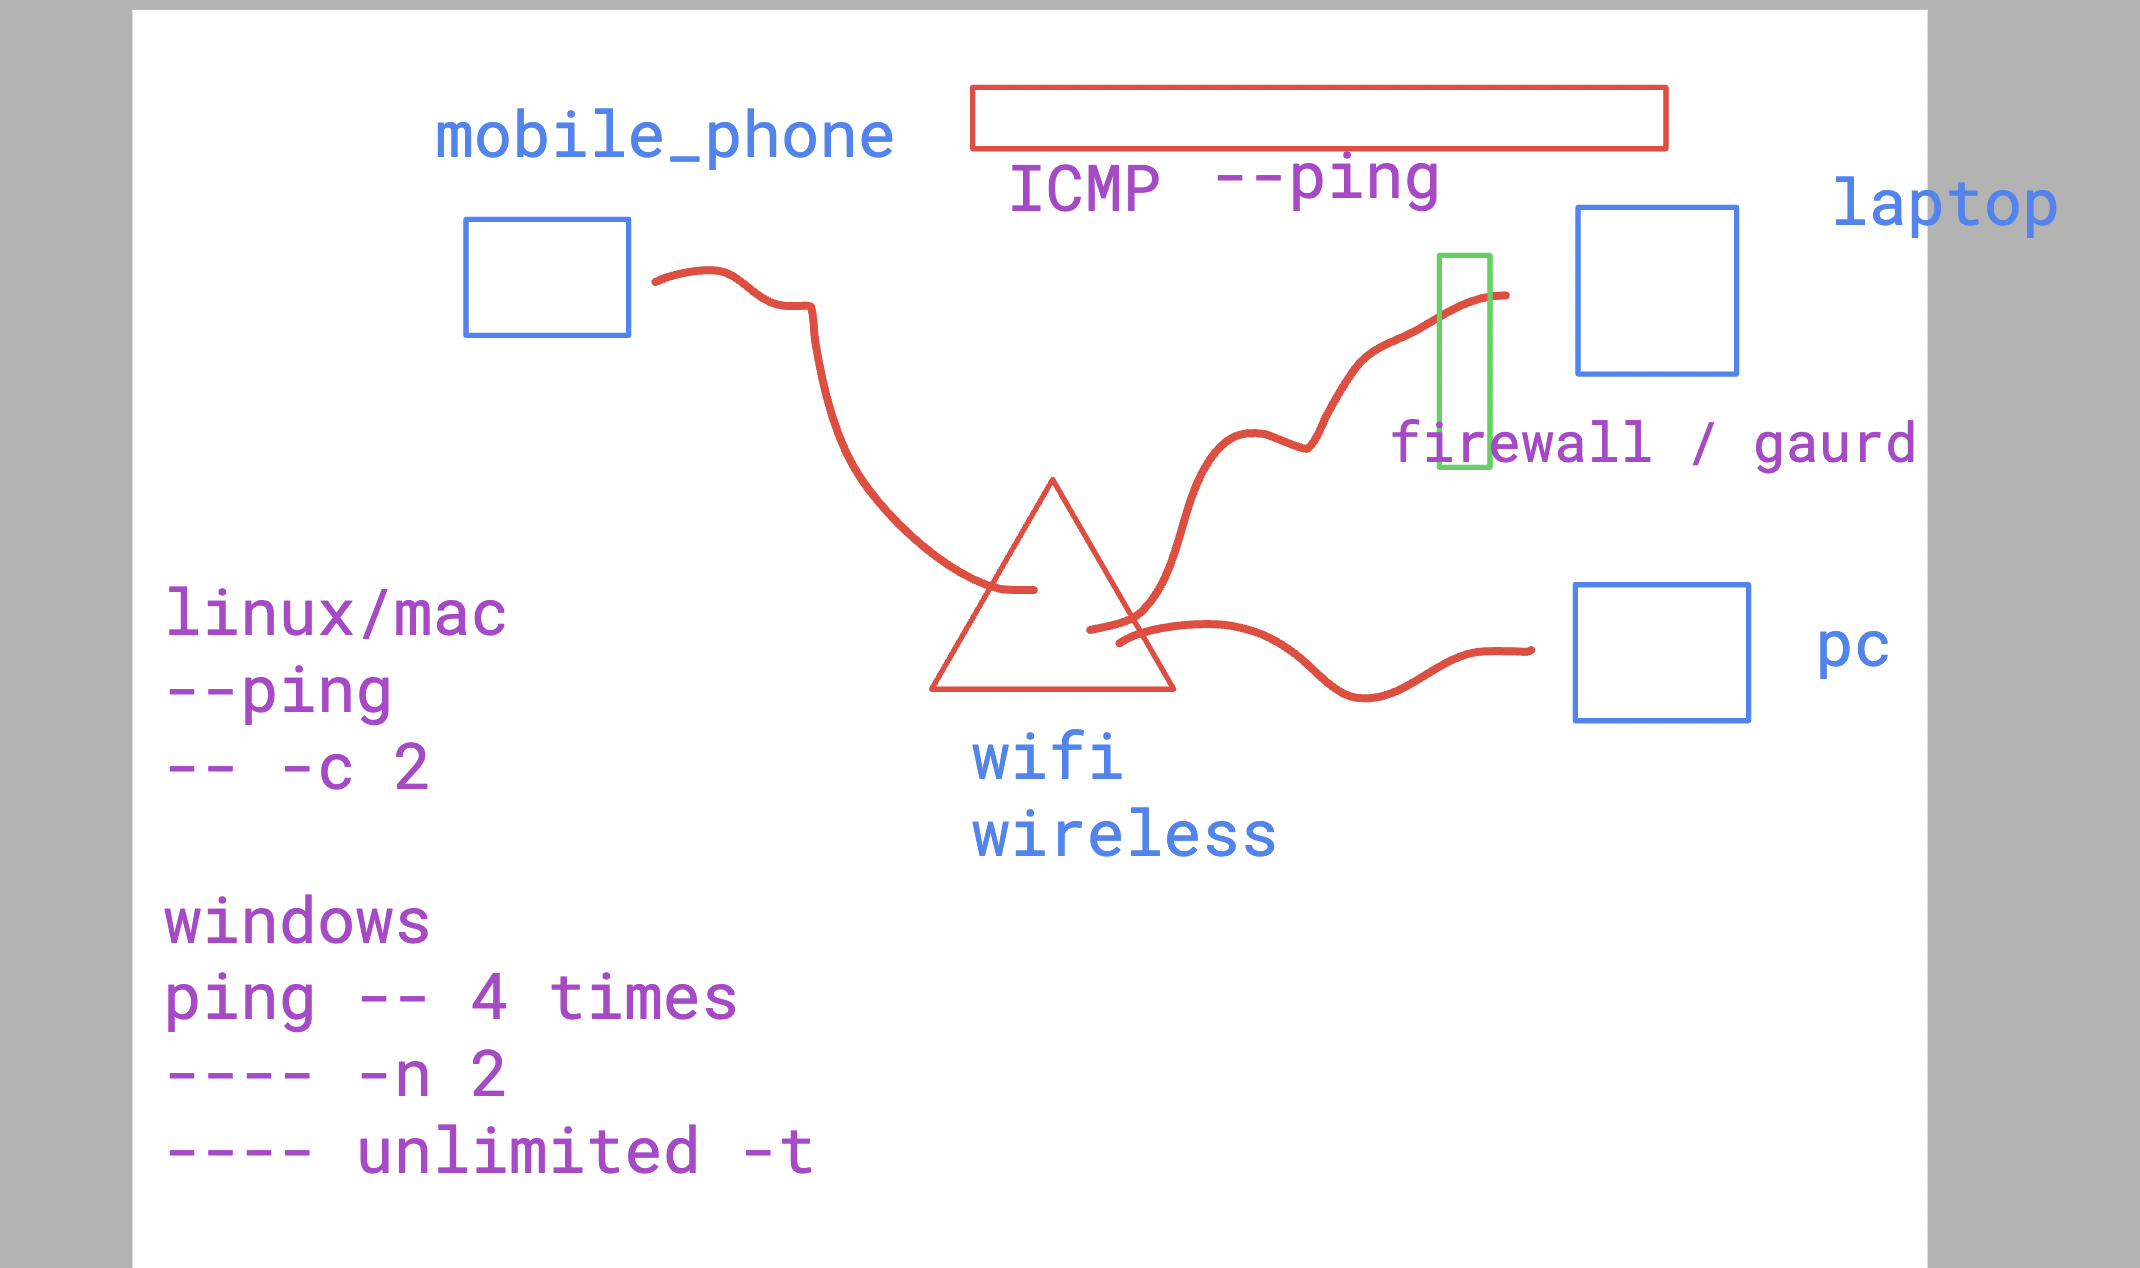 mobile_phone
ICMP --ping
laptop
firewall / gaurd
linux/mac
--ping
-- -c 2
pc
wifi
wireless
windows
ping -- 4 times
---- -n 2
---- unlimited -t